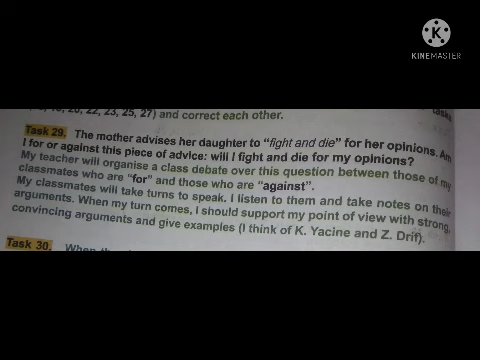 KINEMASTER
20, 22, 23, 25, 27) and correct each other.
Task 29. The mother advises her daughter to "fight and die" for her opinions. Am
I for or against this piece of advice: will I fight and die for my opinions?
My teacher will organise a class debate over this question between those of my
classmates who are "for" and those who are "against".
My classmates will take turns to speak. I listen to them and take notes on their
arguments. When my turn comes, I should support my point of view with strong,
convincing arguments and give examples (I think of K. Yacine and Z. Drif).
Task 30. When